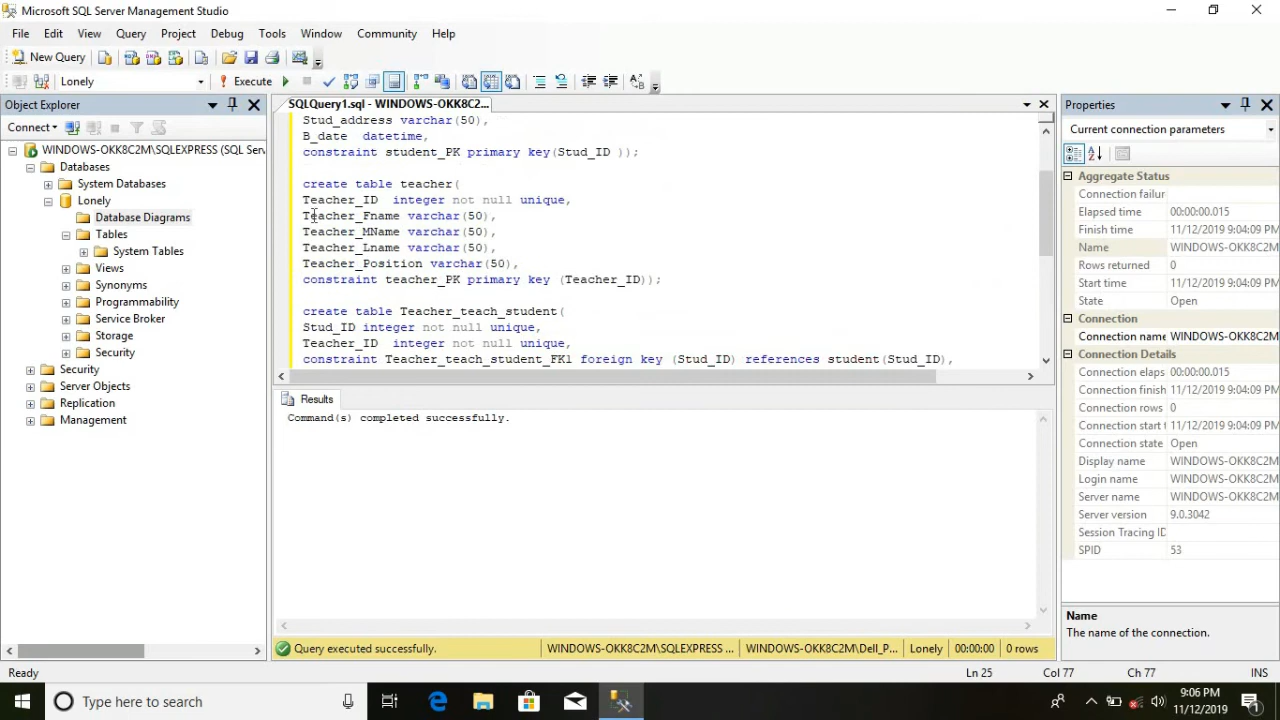 Microsoft SQL Server Management Studio
File Edit View Query Project Debug Tools Window Community Help
New Query
Lonely
Execute
Object Explorer
Connect
WINDOWS-OKK8C2M\SQLEXPRESS (SQL Serv
Databases
System Databases
Lonely
Database Diagrams
Tables
System Tables
Views
Synonyms
Programmability
Service Broker
Storage
Security
Security
Server Objects
Replication
Management
SQLQuery1.sql - WINDOWS-OKK8C2...
Stud_address varchar(50),
B_date  datetime,
constraint student_PK primary key(Stud_ID ));
create table teacher(
Teacher_ID  integer not null unique,
Teacher_Fname varchar(50),
Teacher_MName varchar(50),
Teacher_Lname varchar(50),
Teacher_Position varchar(50),
constraint teacher_PK primary key (Teacher_ID));
create table Teacher_teach_student(
Stud_ID integer not null unique,
Teacher_ID  integer not null unique,
constraint Teacher_teach_student_FK1 foreign key (Stud_ID) references student(Stud_ID),
Results
Command(s) completed successfully.
Query executed successfully. WINDOWS-OKK8C2M\SQLEXPRESS ... WINDOWS-OKK8C2M\Dell_P... Lonely 00:00:00 0 rows
Properties
Current connection parameters
Aggregate Status
Connection failur
Elapsed time 00:00:00.015
Finish time 11/12/2019 9:04:09 PM
Name WINDOWS-OKK8C2M
Rows returned 0
Start time 11/12/2019 9:04:09 PM
State Open
Connection
Connection name WINDOWS-OKK8C2M
Connection Details
Connection elaps 00:00:00.015
Connection finish 11/12/2019 9:04:09 PM
Connection rows 0
Connection start t 11/12/2019 9:04:09 PM
Connection state Open
Display name WINDOWS-OKK8C2M
Login name WINDOWS-OKK8C2M
Server name WINDOWS-OKK8C2M
Server version 9.0.3042
Session Tracing ID
SPID 53
Name
The name of the connection.
Ready Ln 25 Col 77 Ch 77 INS
Type here to search
9:06 PM
11/12/2019
1